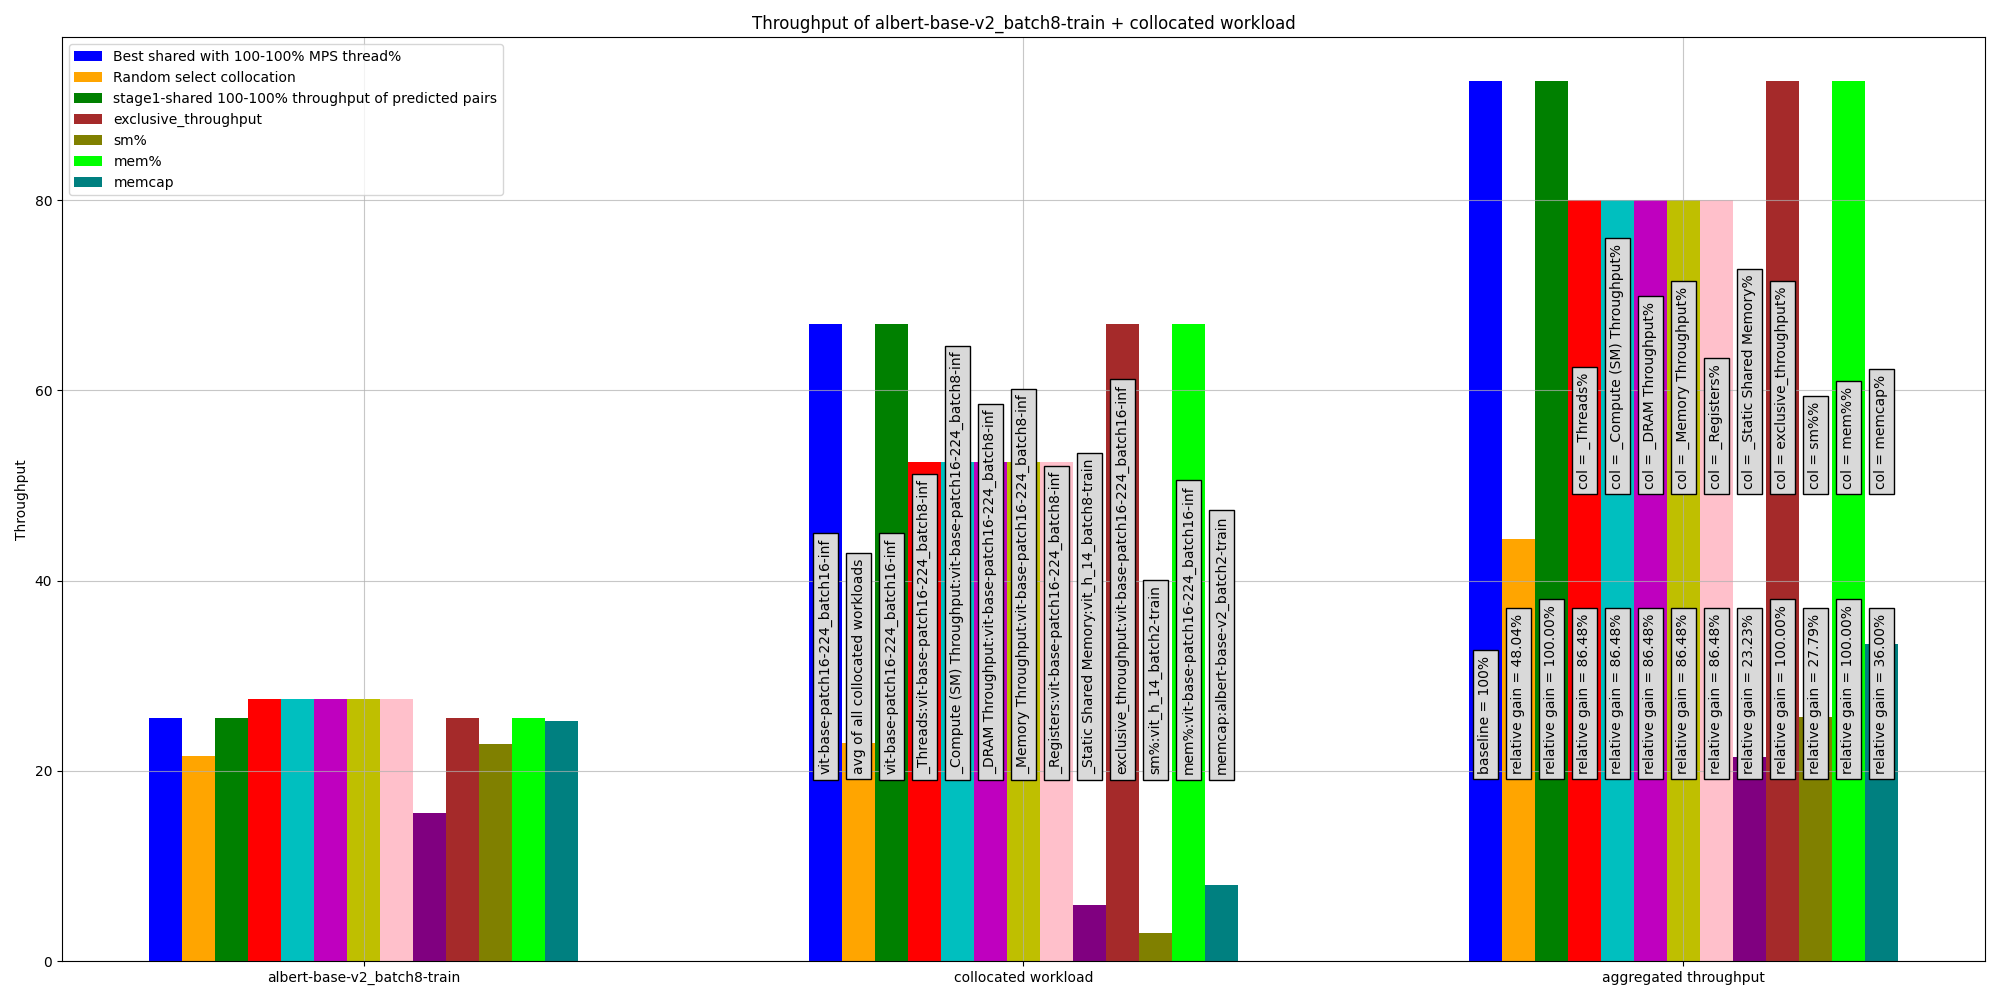 Throughput of albert-base-v2_batch8-train + collocated workload
Best shared with 100-100% MPS thread%
Random select collocation
stage1-shared 100-100% throughput of predicted pairs
exclusive_throughput
sm%
mem%
memcap
Throughput
80
60
40
20
0
vit-base-patch16-224_batch16-inf
avg of all collocated workloads
vit-base-patch16-224_batch16-inf
_Threads:vit-base-patch16-224_batch8-inf
_Compute (SM) Throughput:vit-base-patch16-224_batch8-inf
_DRAM Throughput:vit-base-patch16-224_batch8-inf
_Memory Throughput:vit-base-patch16-224_batch8-inf
_Registers:vit-base-patch16-224_batch8-inf
_Static Shared Memory:vit_h_14_batch8-train
exclusive_throughput:vit-base-patch16-224_batch16-inf
sm%:vit_h_14_batch2-train
mem%:vit-base-patch16-224_batch16-inf
memcap:albert-base-v2_batch2-train
col = _Threads%
col = _Compute (SM) Throughput%
col = _DRAM Throughput%
col = _Memory Throughput%
col = _Registers%
col = _Static Shared Memory%
col = exclusive_throughput%
col = sm%%
col = mem%%
col = memcap%
baseline = 100%
relative gain = 48.04%
relative gain = 100.00%
relative gain = 86.48%
relative gain = 86.48%
relative gain = 86.48%
relative gain = 86.48%
relative gain = 86.48%
relative gain = 23.23%
relative gain = 100.00%
relative gain = 27.79%
relative gain = 100.00%
relative gain = 36.00%
albert-base-v2_batch8-train
collocated workload
aggregated throughput